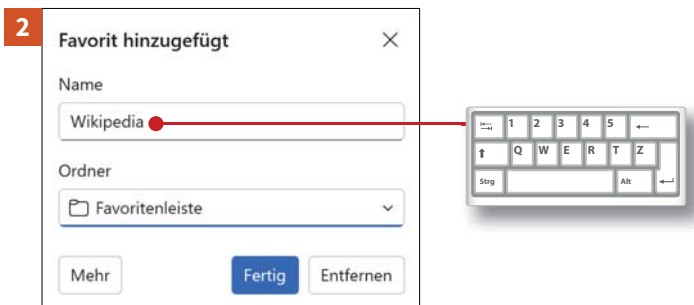 2
Favorit hinzugefügt
Name
Wikipedia
Ordner
Favoritenleiste
Mehr Fertig Entfernen
1 2 3 4 5
Q W E R T Z
Strg Alt